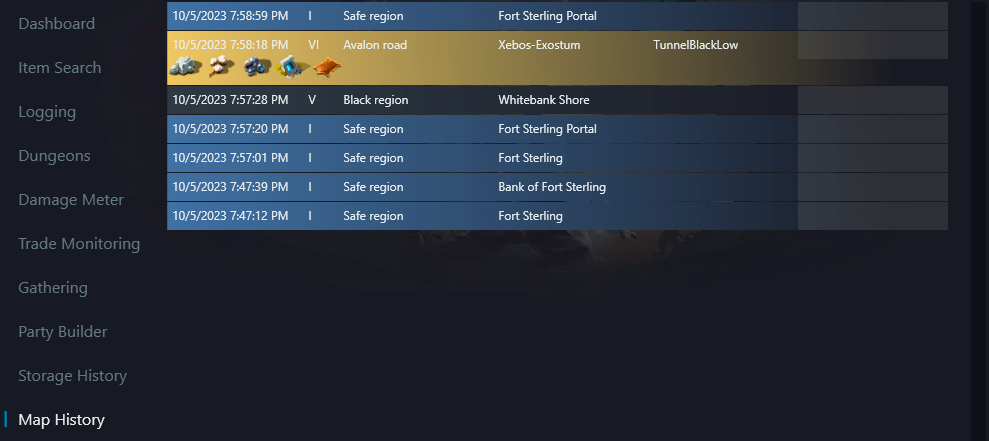 Dashboard
Item Search
Logging
Dungeons
Damage Meter
Trade Monitoring
Gathering
Party Builder
Storage History
Map History
10/5/2023 7:58:59 PM I Safe region Fort Sterling Portal
10/5/2023 7:58:18 PM VI Avalon road Xebos-Exostum TunnelBlackLow
10/5/2023 7:57:28 PM V Black region Whitebank Shore
10/5/2023 7:57:20 PM I Safe region Fort Sterling Portal
10/5/2023 7:57:01 PM I Safe region Fort Sterling
10/5/2023 7:47:39 PM I Safe region Bank of Fort Sterling
10/5/2023 7:47:12 PM I Safe region Fort Sterling